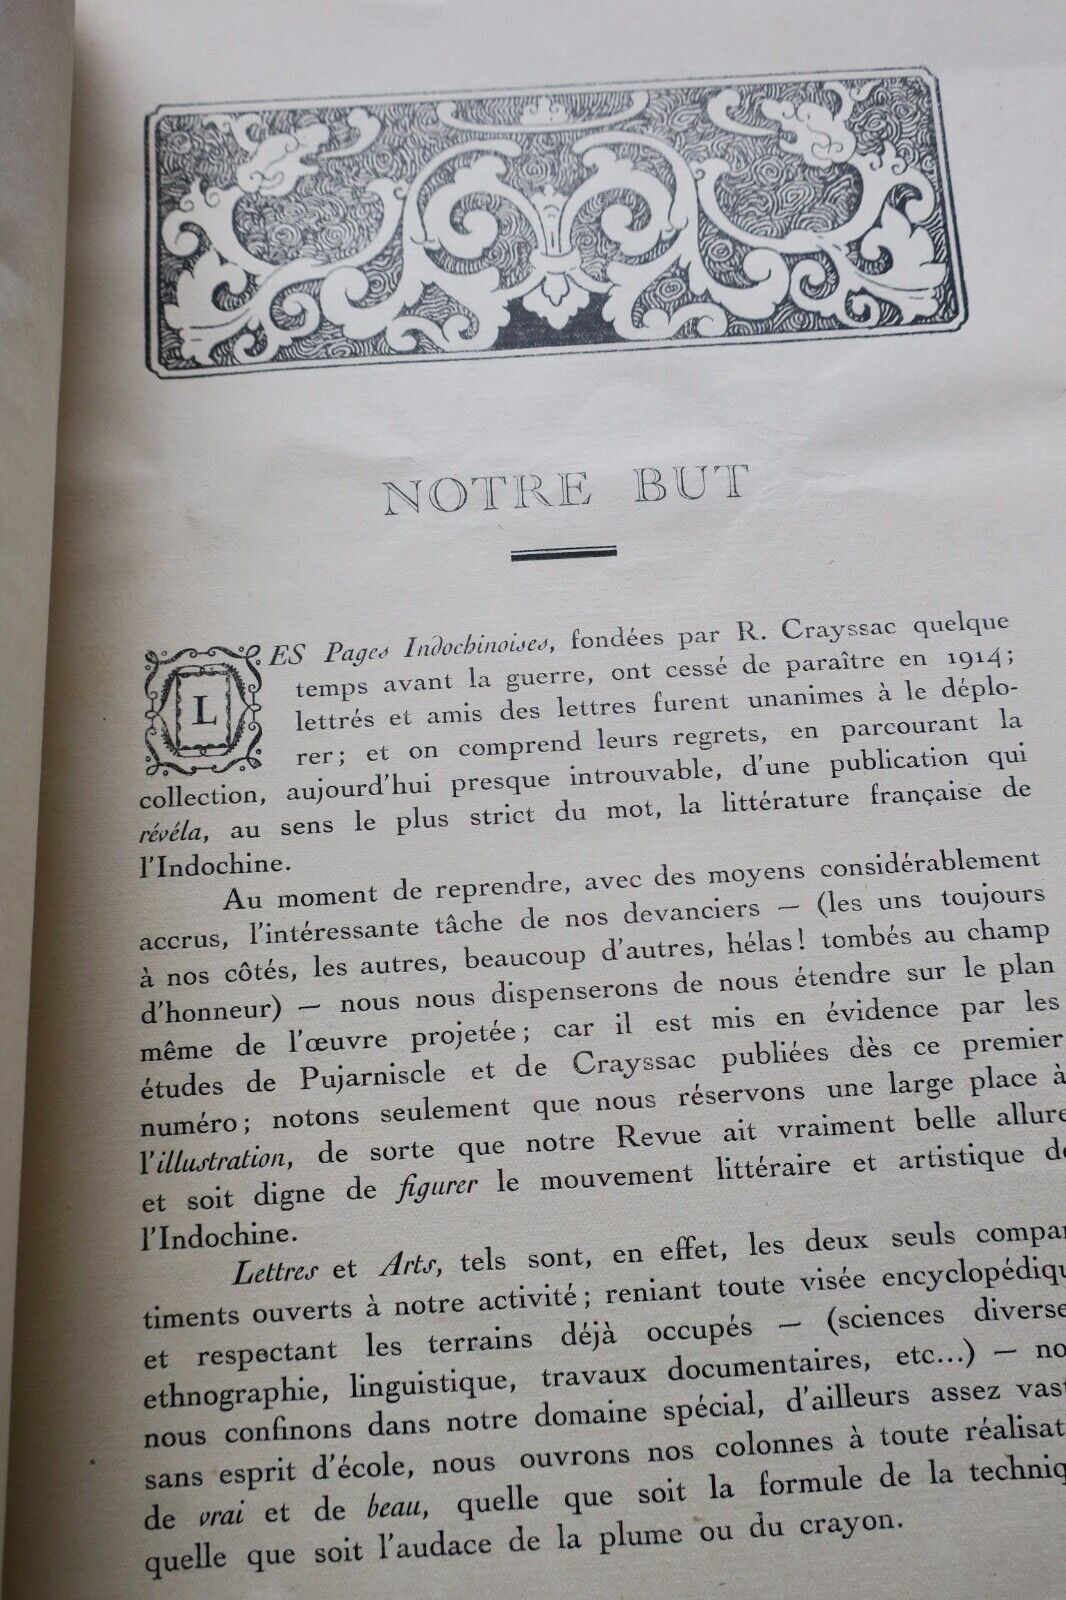 NOTRE BUT
LES Pages Indochinoises, fondées par R. Crayssac quelque
temps avant la guerre, ont cessé de paraître en 1914;
lettrés et amis des lettres furent unanimes à le déplo-
rer; et on comprend leurs regrets, en parcourant la
collection, aujourd'hui presque introuvable, d'une publication qui
révéla, au sens le plus strict du mot, la littérature française de
l'Indochine.
Au moment de reprendre, avec des moyens considérablement
accrus, l'intéressante tâche de nos devanciers — (les uns toujours
à nos côtés, les autres, beaucoup d'autres, hélas! tombés au champ
d'honneur) — nous nous dispenserons de nous étendre sur le plan
même de l'œuvre projetée; car il est mis en évidence par les
études de Pujarniscle et de Crayssac publiées dès ce premier
numéro; notons seulement que nous réservons une large place à
l'illustration, de sorte que notre Revue ait vraiment belle allure
et soit digne de figurer le mouvement littéraire et artistique de
l'Indochine.
Lettres et Arts, tels sont, en effet, les deux seuls compar
timents ouverts à notre activité; reniant toute visée encyclopédiqu
et respectant les terrains déjà occupés — (sciences diverse
ethnographie, linguistique, travaux documentaires, etc...) — no
nous confinons dans notre domaine spécial, d'ailleurs assez vast
sans esprit d'école, nous ouvrons nos colonnes à toute réalisat
de vrai et de beau, quelle que soit la formule de la techniq
quelle que soit l'audace de la plume ou du crayon.